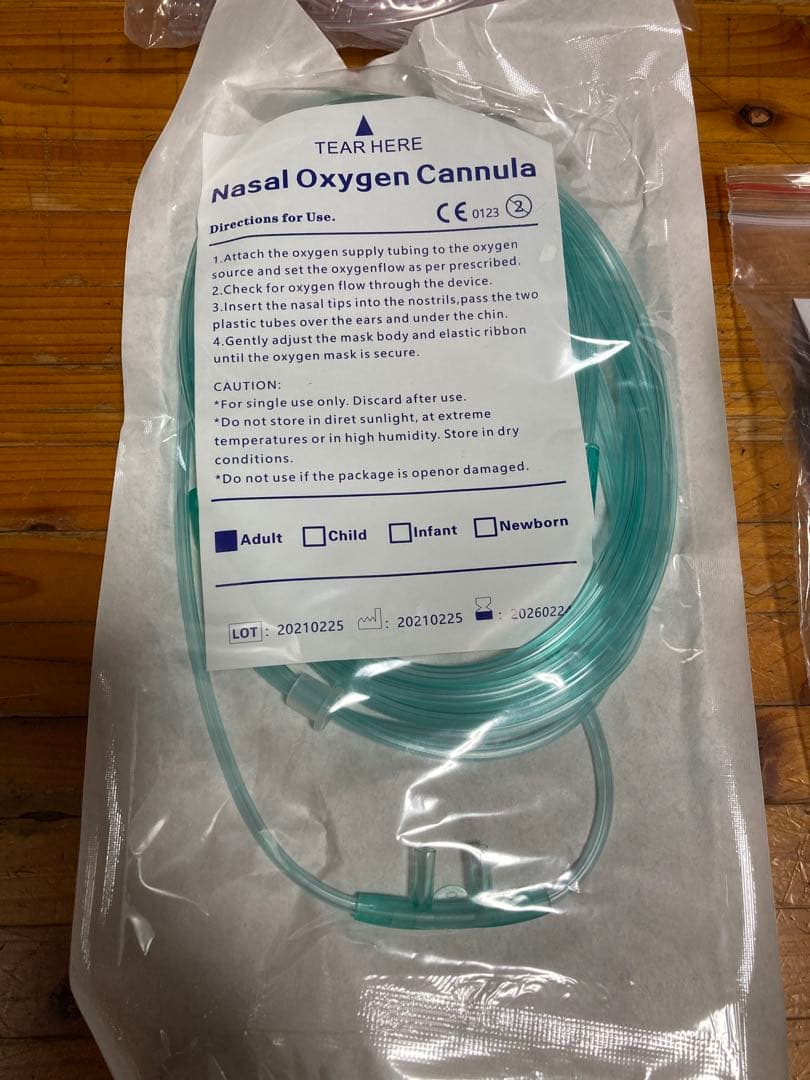 TEAR HERE
Nasal Oxygen Cannula
Directions for Use.
CE 0123 2
1.Attach the oxygen supply tubing to the oxygen
source and set the oxygenflow as per prescribed.
2.Check for oxygen flow through the device.
3.Insert the nasal tips into the nostrils,pass the two
plastic tubes over the ears and under the chin.
4.Gently adjust the mask body and elastic ribbon
until the oxygen mask is secure.
CAUTION:
*For single use only. Discard after use.
*Do not store in diret sunlight, at extreme
temperatures or in high humidity. Store in dry
conditions.
*Do not use if the package is openor damaged.
Adult Child Infant Newborn
LOT : 20210225 : 20210225 : 20260224